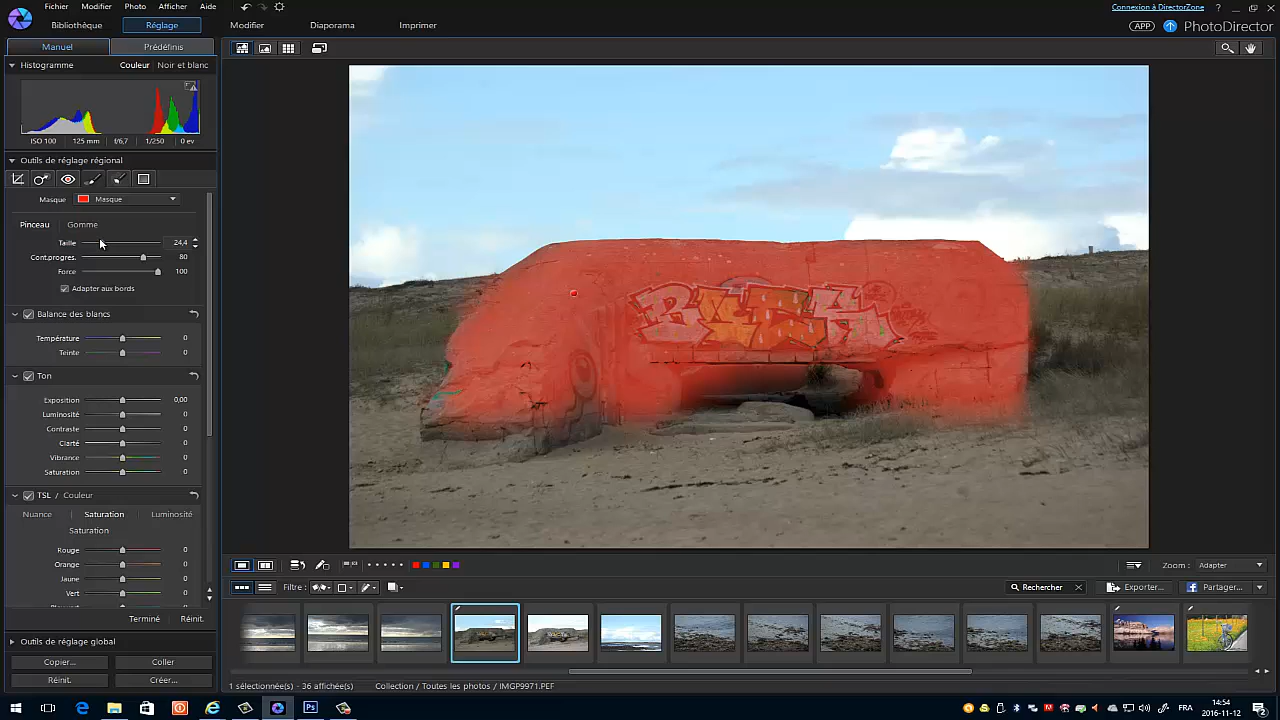 Fichier Modifier Photo Afficher Aide
Connexion à DirectorZone ?
Bibliothèque Réglage Modifier Diaporama Imprimer
APP PhotoDirector
Manuel Prédéfinis
Histogramme Couleur Noir et blanc
ISO 100 125 mm f/6,7 1/250 0 ev
Outils de réglage régional
Masque Masque
Pinceau Gomme
Taille 24,4
Cont.progres. 80
Force 100
Adapter aux bords
Balance des blancs
Température 0
Teinte 0
Ton
Exposition 0,00
Luminosité 0
Contraste 0
Clarté 0
Vibrance 0
Saturation 0
TSL / Couleur
Nuance Saturation Luminosité
Saturation
Rouge 0
Orange 0
Jaune 0
Vert 0
Terminé Réinit.
Outils de réglage global
Copier... Coller
Réinit. Créer...
Zoom : Adapter
Filtre : Rechercher Exporter... Partager...
1 sélectionnée(s) - 36 affichée(s) Collection / Toutes les photos / IMGP9971.PEF
FRA 14:54
2016-11-12